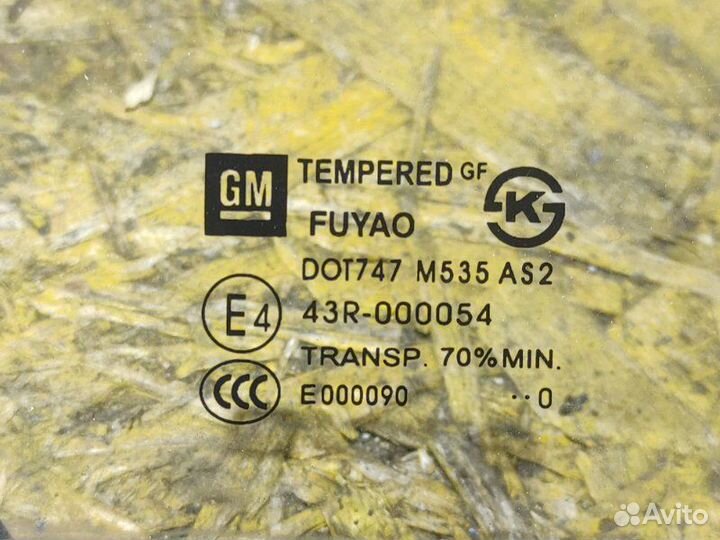 GM TEMPERED GF K
FUYAO
DOT747 M535 AS2
E4 43R-000054
TRANSP. 70% MIN.
CCC E000090 ··0
Avito